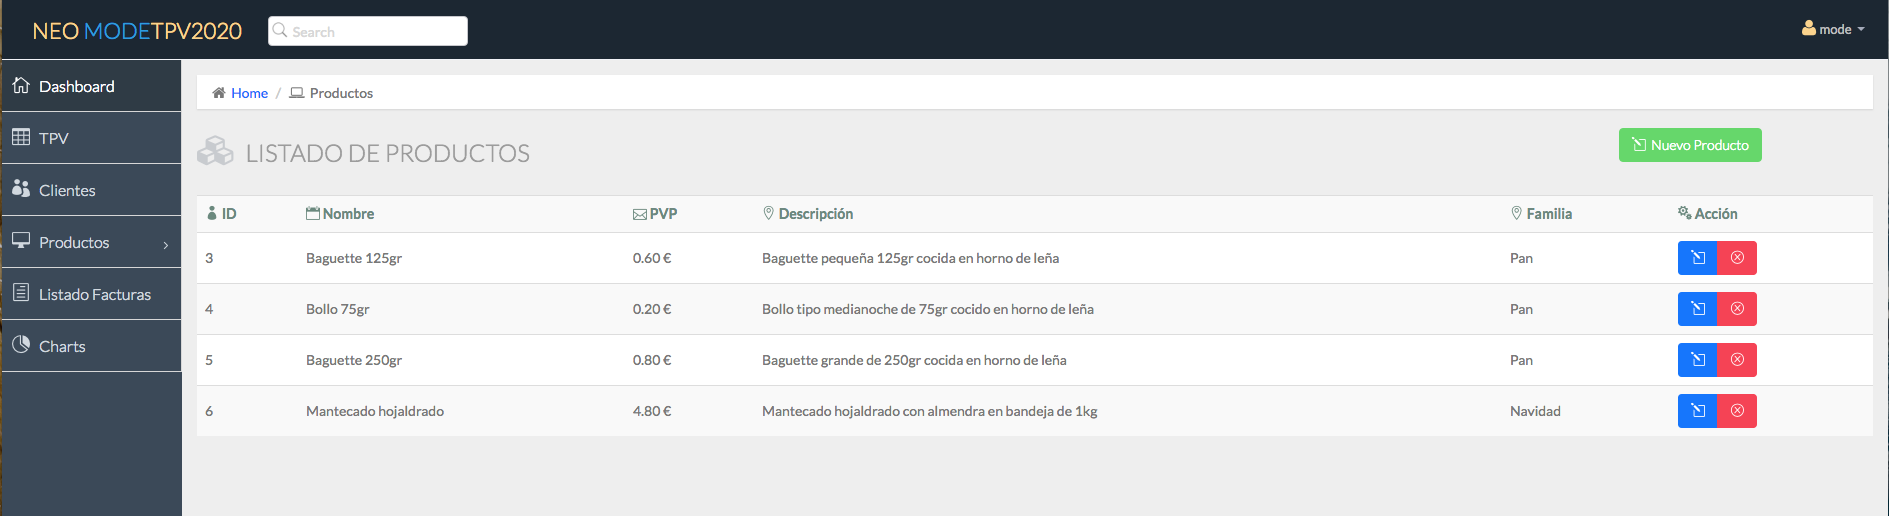 NEO MODETPV2020
Search
mode
Dashboard
TPV
Clientes
Productos
Listado Facturas
Charts
Home / Productos
LISTADO DE PRODUCTOS
Nuevo Producto
ID Nombre PVP Descripción Familia Acción
3 Baguette 125gr 0.60 € Baguette pequeña 125gr cocida en horno de leña Pan
4 Bollo 75gr 0.20 € Bollo tipo medianoche de 75gr cocido en horno de leña Pan
5 Baguette 250gr 0.80 € Baguette grande de 250gr cocida en horno de leña Pan
6 Mantecado hojaldrado 4.80 € Mantecado hojaldrado con almendra en bandeja de 1kg Navidad